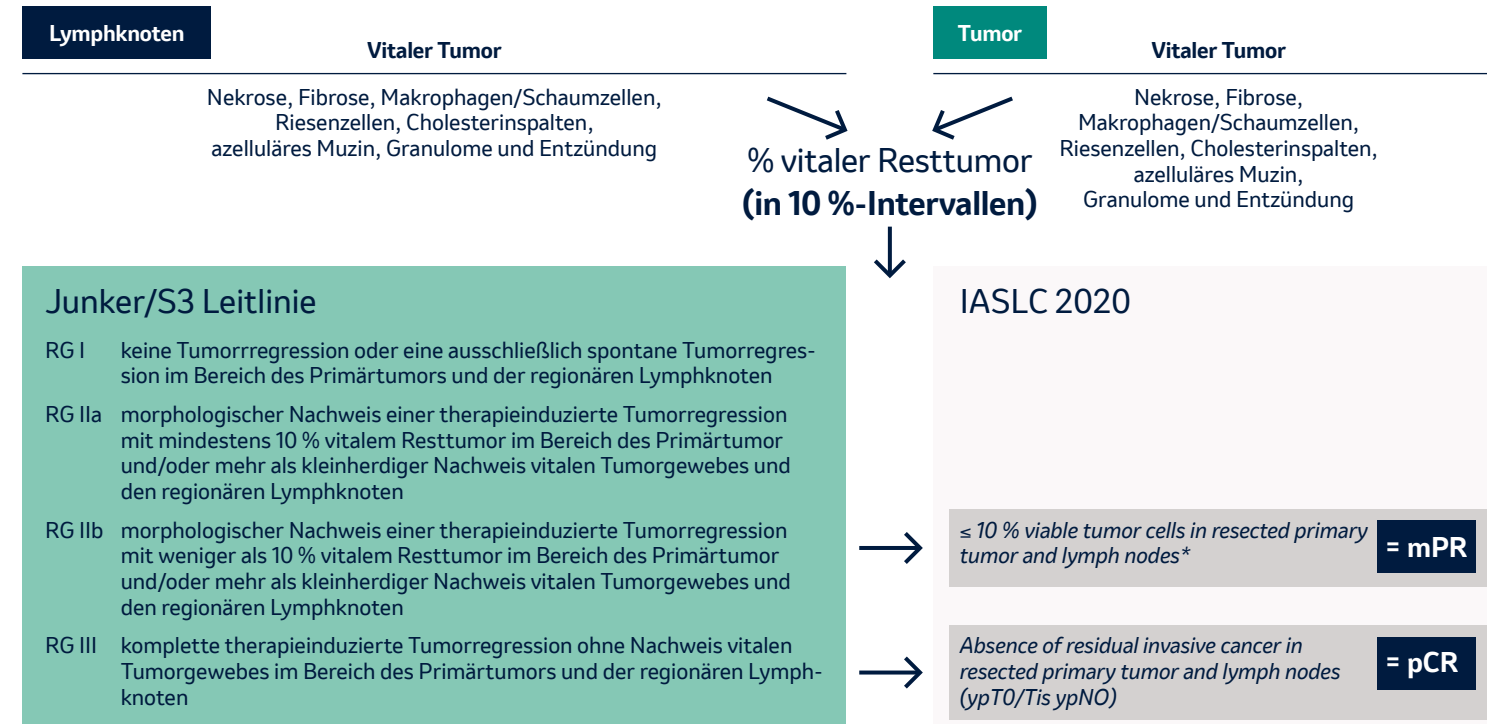 Lymphknoten
Vitaler Tumor
Nekrose, Fibrose, Makrophagen/Schaumzellen,
Riesenzellen, Cholesterinspalten,
azelluläres Muzin, Granulome und Entzündung
Tumor
Vitaler Tumor
Nekrose, Fibrose,
Makrophagen/Schaumzellen,
Riesenzellen, Cholesterinspalten,
azelluläres Muzin,
Granulome und Entzündung
% vitaler Resttumor
(in 10 %-Intervallen)
Junker/S3 Leitlinie
RG I keine Tumorrregression oder eine ausschließlich spontane Tumorregres-
sion im Bereich des Primärtumors und der regionären Lymphknoten
RG IIa morphologischer Nachweis einer therapieinduzierte Tumorregression
mit mindestens 10 % vitalem Resttumor im Bereich des Primärtumor
und/oder mehr als kleinherdiger Nachweis vitalen Tumorgewebes und
den regionären Lymphknoten
RG IIb morphologischer Nachweis einer therapieinduzierte Tumorregression
mit weniger als 10 % vitalem Resttumor im Bereich des Primärtumor
und/oder mehr als kleinherdiger Nachweis vitalen Tumorgewebes und
den regionären Lymphknoten
RG III komplette therapieinduzierte Tumorregression ohne Nachweis vitalen
Tumorgewebes im Bereich des Primärtumors und der regionären Lymph-
knoten
IASLC 2020
≤ 10 % viable tumor cells in resected primary
tumor and lymph nodes*
= mPR
Absence of residual invasive cancer in
resected primary tumor and lymph nodes
(ypT0/Tis ypNO)
= pCR